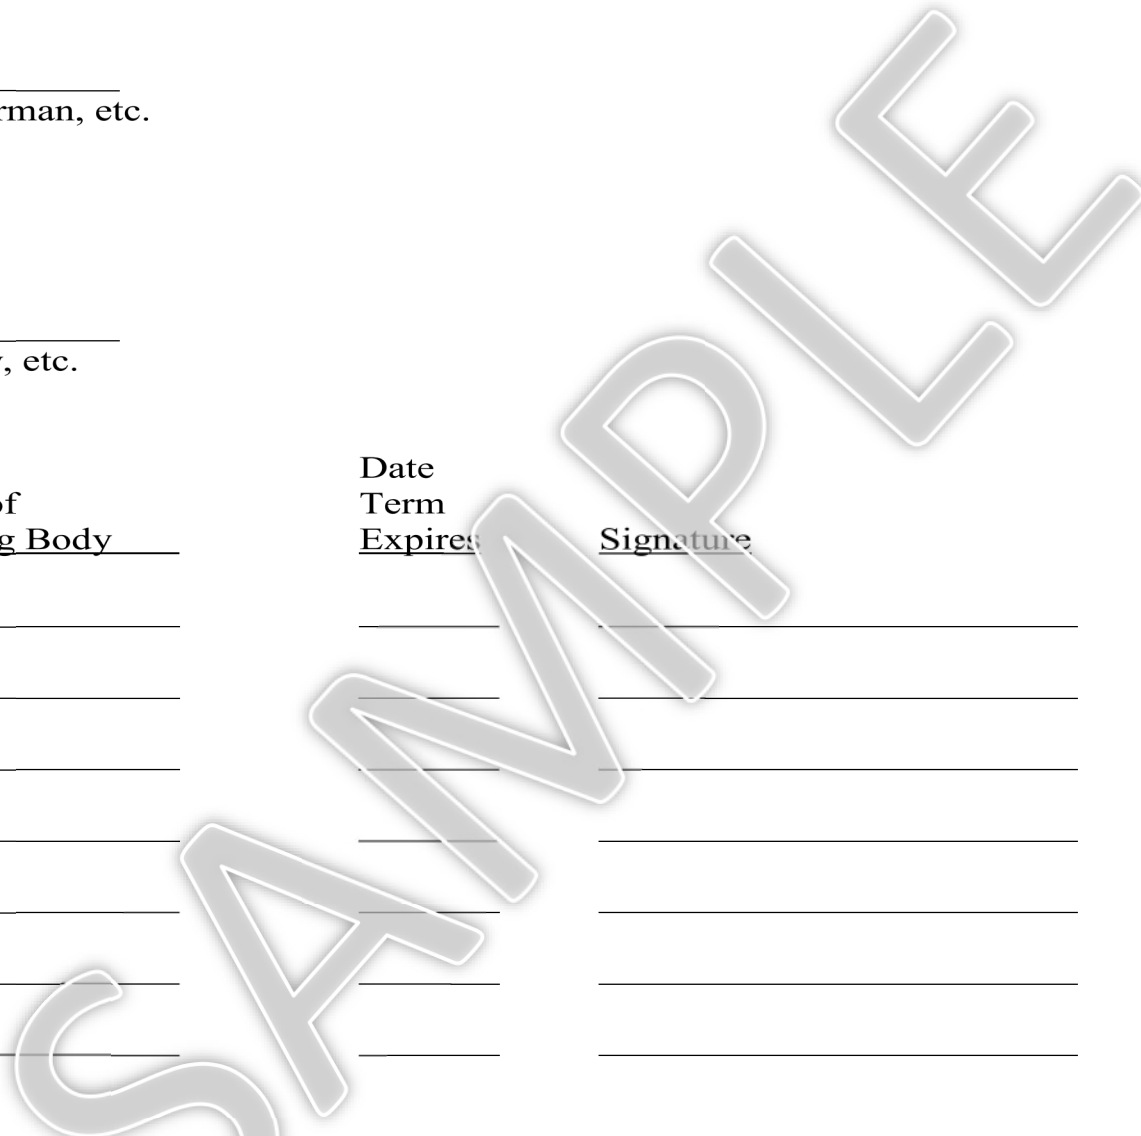 rman, etc.
, etc.
Date
of Term
g Body Expires Signature
SAMPLE